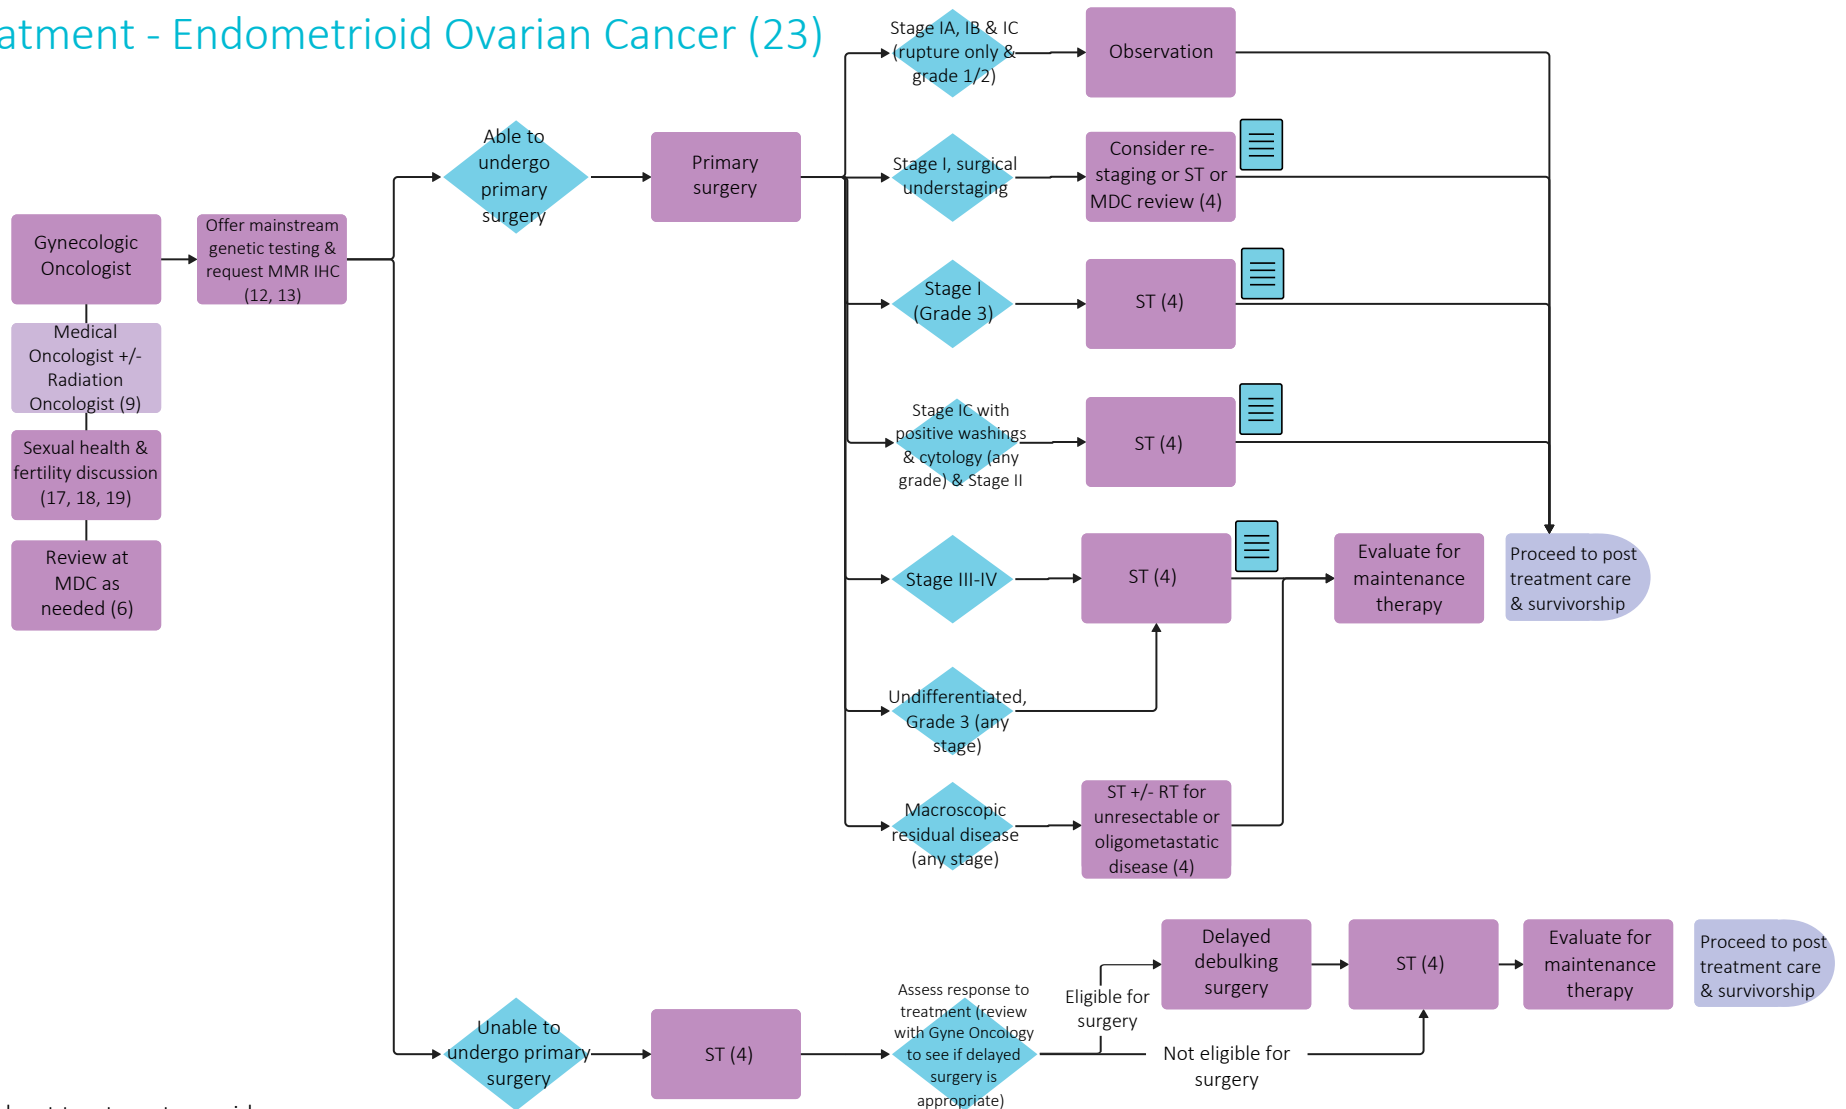 atment - Endometrioid Ovarian Cancer (23)
Gynecologic
Oncologist
Medical
Oncologist +/-
Radiation
Oncologist (9)
Sexual health &
fertility discussion
(17, 18, 19)
Review at
MDC as
needed (6)
Offer mainstream
genetic testing &
request MMR IHC
(12, 13)
Able to
undergo
primary
surgery
Primary
surgery
Stage IA, IB & IC
(rupture only &
grade 1/2)
Observation
Stage I, surgical
understaging
Consider re-
staging or ST or
MDC review (4)
Stage I
(Grade 3)
ST (4)
Stage IC with
positive washings
& cytology (any
grade) & Stage II
ST (4)
Stage III-IV
ST (4)
Evaluate for
maintenance
therapy
Proceed to post
treatment care
& survivorship
Undifferentiated,
Grade 3 (any
stage)
Macroscopic
residual disease
(any stage)
ST +/- RT for
unresectable or
oligometastatic
disease (4)
Unable to
undergo primary
surgery
ST (4)
Assess response to
treatment (review
with Gyne Oncology
to see if delayed
surgery is
appropriate)
Eligible for
surgery
Not eligible for
surgery
Delayed
debulking
surgery
ST (4)
Evaluate for
maintenance
therapy
Proceed to post
treatment care
& survivorship